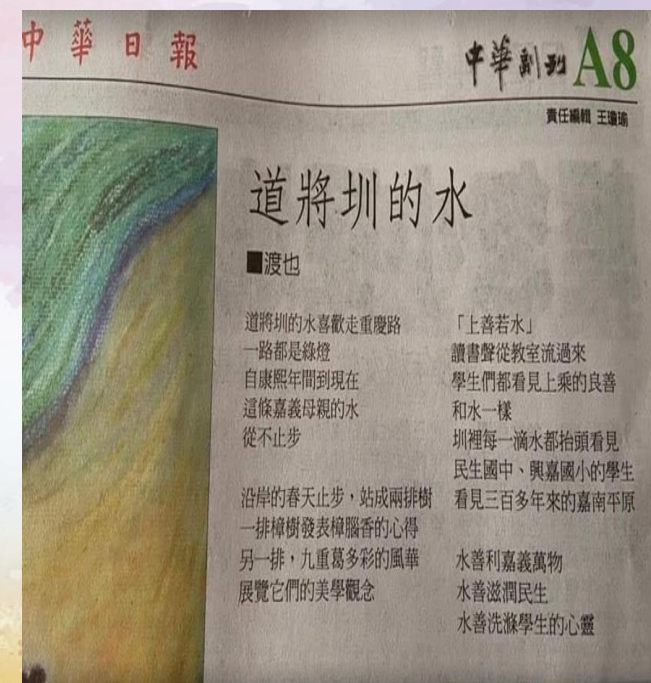 中華日報
中華副刊 A8
責任編輯 王瓊瑜
道將圳的水
■渡也
道將圳的水喜歡走重慶路
一路都是綠燈
自康熙年間到現在
這條嘉義母親的水
從不止步
沿岸的春天止步，站成兩排樹
一排樟樹發表樟腦香的心得
另一排，九重葛多彩的風華
展覽它們的美學觀念
「上善若水」
讀書聲從教室流過來
學生們都看見上乘的良善
和水一樣
圳裡每一滴水都抬頭看見
民生國中、興嘉國小的學生
看見三百多年來的嘉南平原
水善利嘉義萬物
水善滋潤民生
水善洗滌學生的心靈